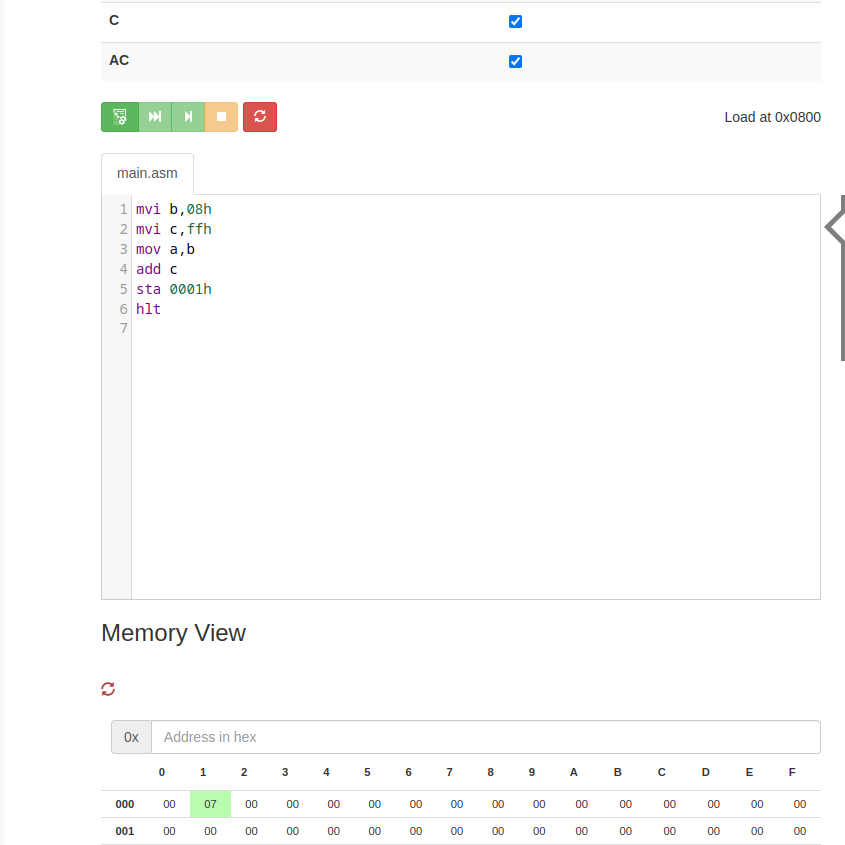 C
AC
Load at 0x0800
main.asm
1 mvi b,08h
2 mvi c,ffh
3 mov a,b
4 add c
5 sta 0001h
6 hlt
7
Memory View
0x Address in hex
0 1 2 3 4 5 6 7 8 9 A B C D E F
000 00 07 00 00 00 00 00 00 00 00 00 00 00 00 00 00
001 00 00 00 00 00 00 00 00 00 00 00 00 00 00 00 00